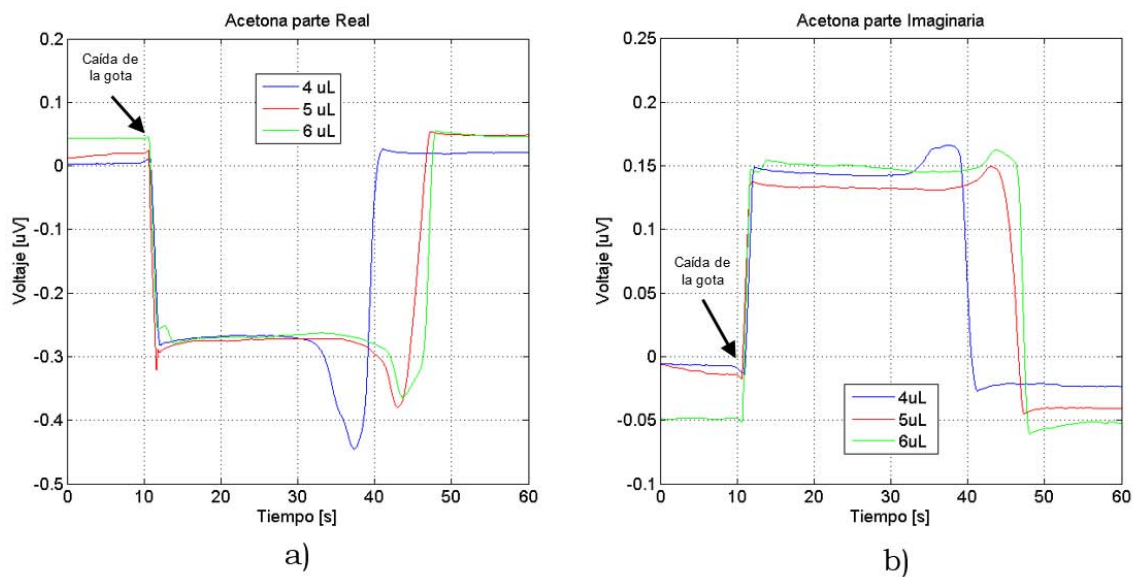 Acetona parte Real
0.2
0.1
0
-0.1
-0.2
-0.3
-0.4
-0.5
Voltaje [uV]
Caída de
la gota
4 uL
5 uL
6 uL
0
10
20
30
40
50
60
Tiempo [s]
a)
Acetona parte Imaginaria
0.25
0.2
0.15
0.1
0.05
0
-0.05
-0.1
Voltaje [uV]
Caída de
la gota
4uL
5uL
6uL
0
10
20
30
40
50
60
Tiempo [s]
b)